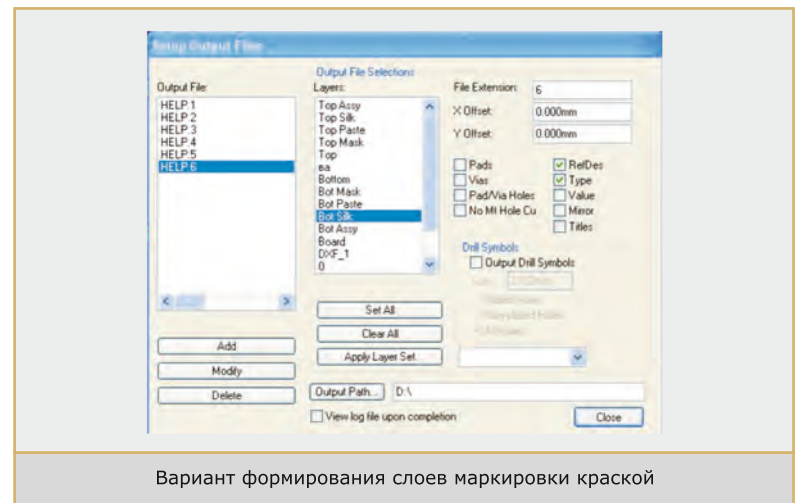 Setup Output Files
Output File Selections
Output File:
HELP.1
HELP.2
HELP.3
HELP.4
HELP.5
HELP.6
Add
Modify
Delete
Layers:
Top Assy
Top Silk
Top Paste
Top Mask
Top
Bottom
Bot Mask
Bot Paste
Bot Silk
Bot Assy
Board
DXF_1
0
Set All
Clear All
Apply Layer Set
File Extension: 6
X Offset: 0.000mm
Y Offset: 0.000mm
Pads
Vias
Pad/Via Holes
No Mt Hole Cu
RefDes
Type
Value
Mirror
Titles
Drill Symbols
Output Drill Symbols
Output Path... D:\
View log file upon completion
Close
Вариант формирования слоев маркировки краской